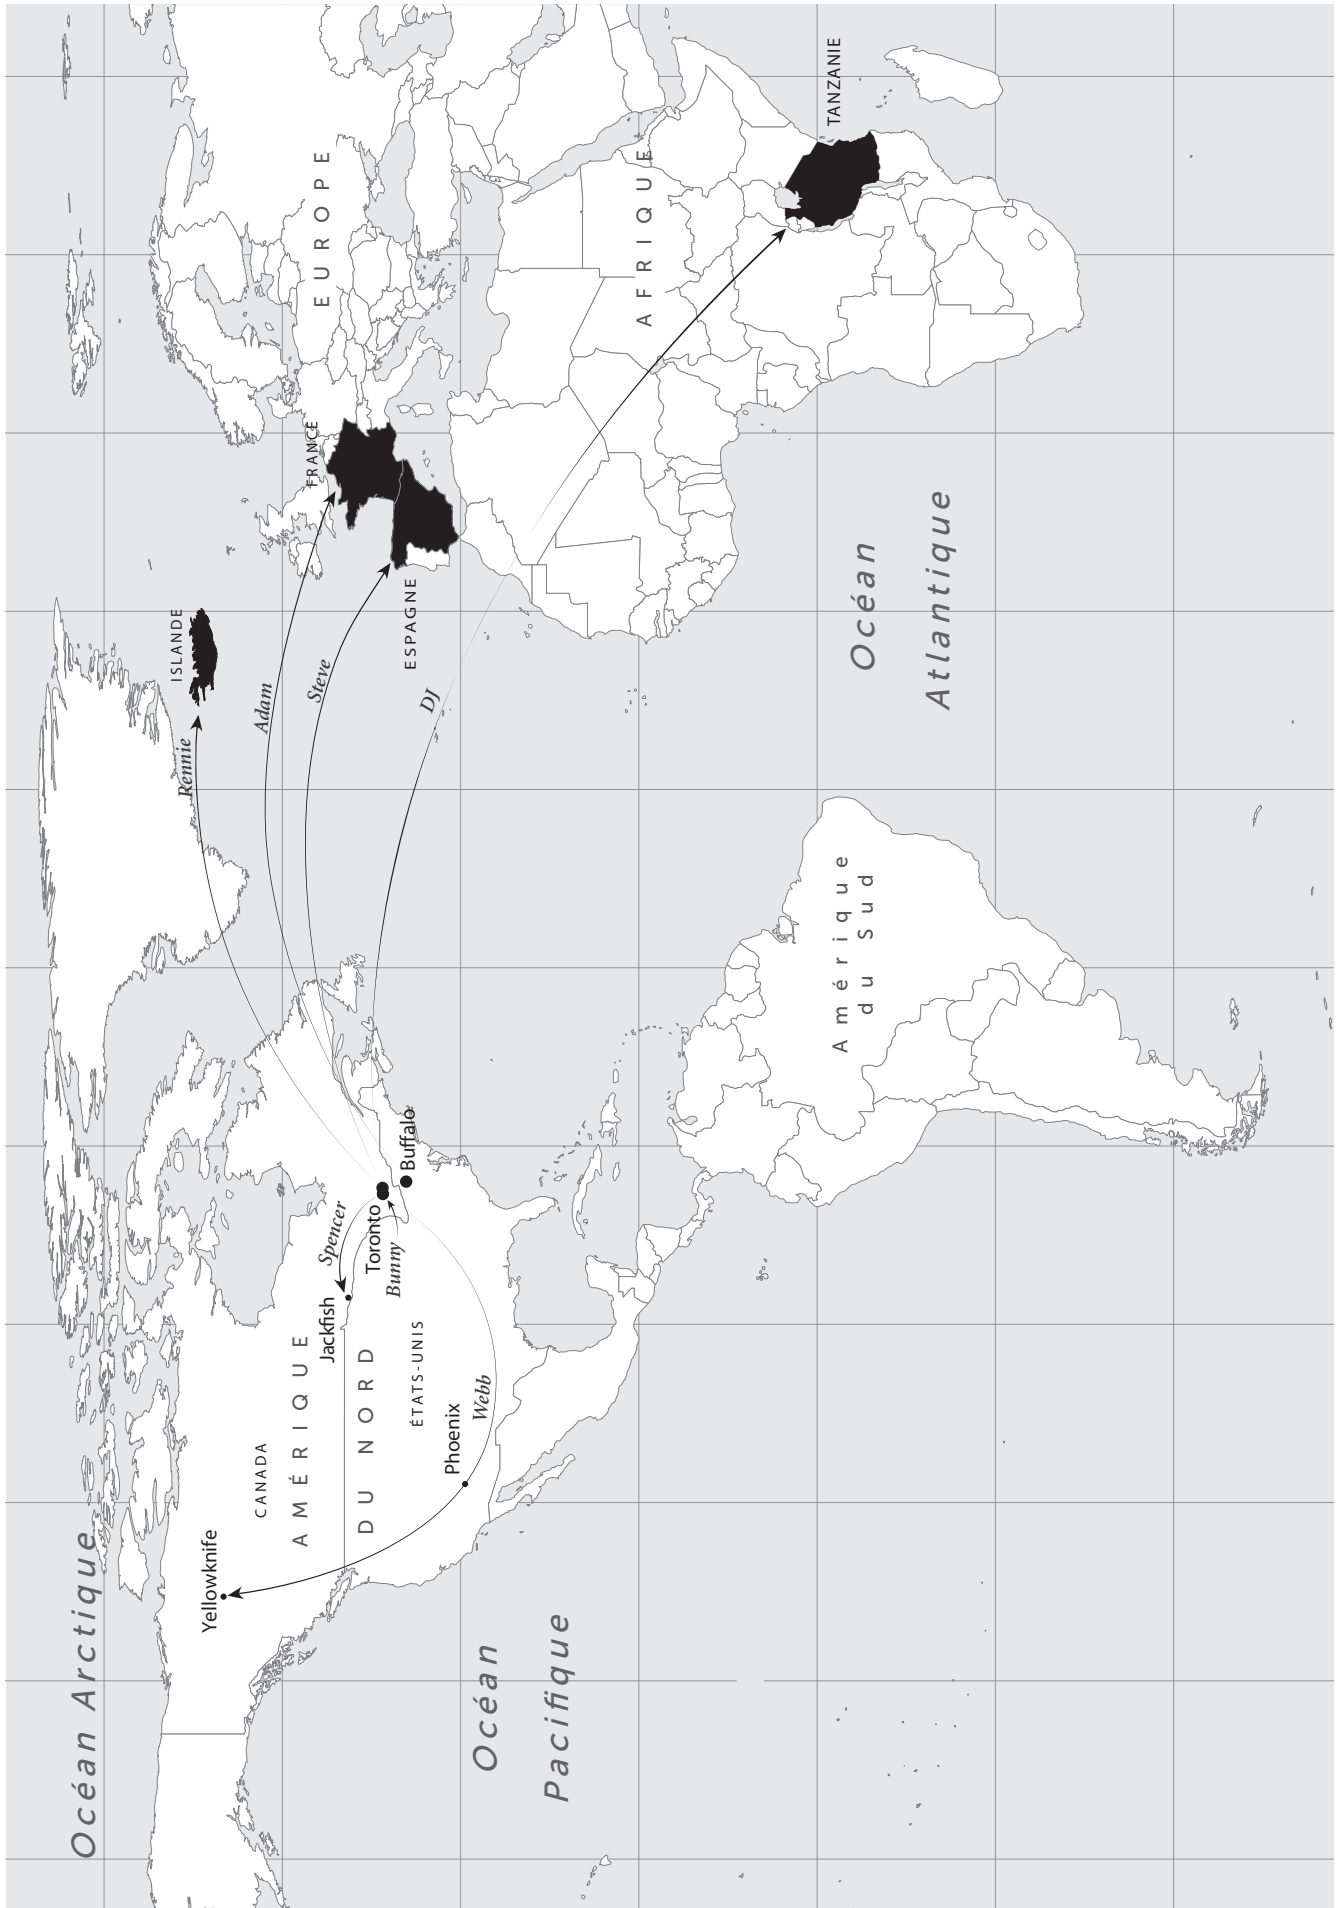 Océan Arctique
ISLANDE
Rennie
Yellowknife
CANADA
AMÉRIQUE
DU NORD
Jackfish
Spencer
Toronto
Bunny
Buffalo
ÉTATS-UNIS
Phoenix
Webb
Adam
Steve
DJ
FRANCE
ESPAGNE
EUROPE
AFRIQUE
TANZANIE
Océan
Pacifique
Océan
Atlantique
Amérique
du Sud